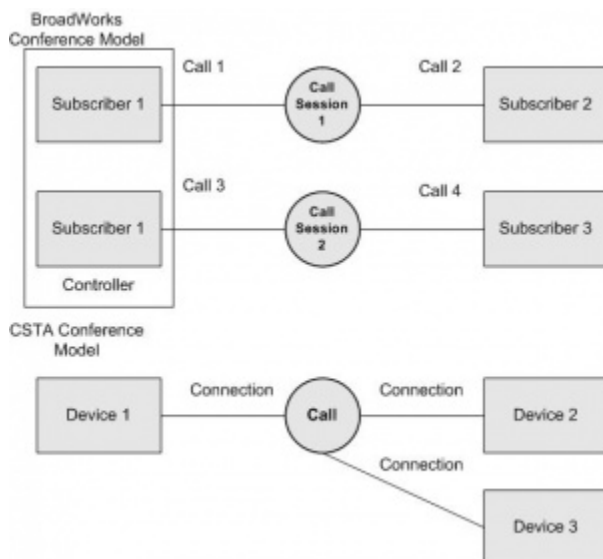 BroadWorks
Conference Model
Call 1
Call 2
Subscriber 1
Call
Session
1
Subscriber 2
Call 3
Call 4
Subscriber 1
Call
Session
2
Subscriber 3
Controller
CSTA Conference
Model
Connection
Connection
Device 1
Call
Device 2
Connection
Device 3